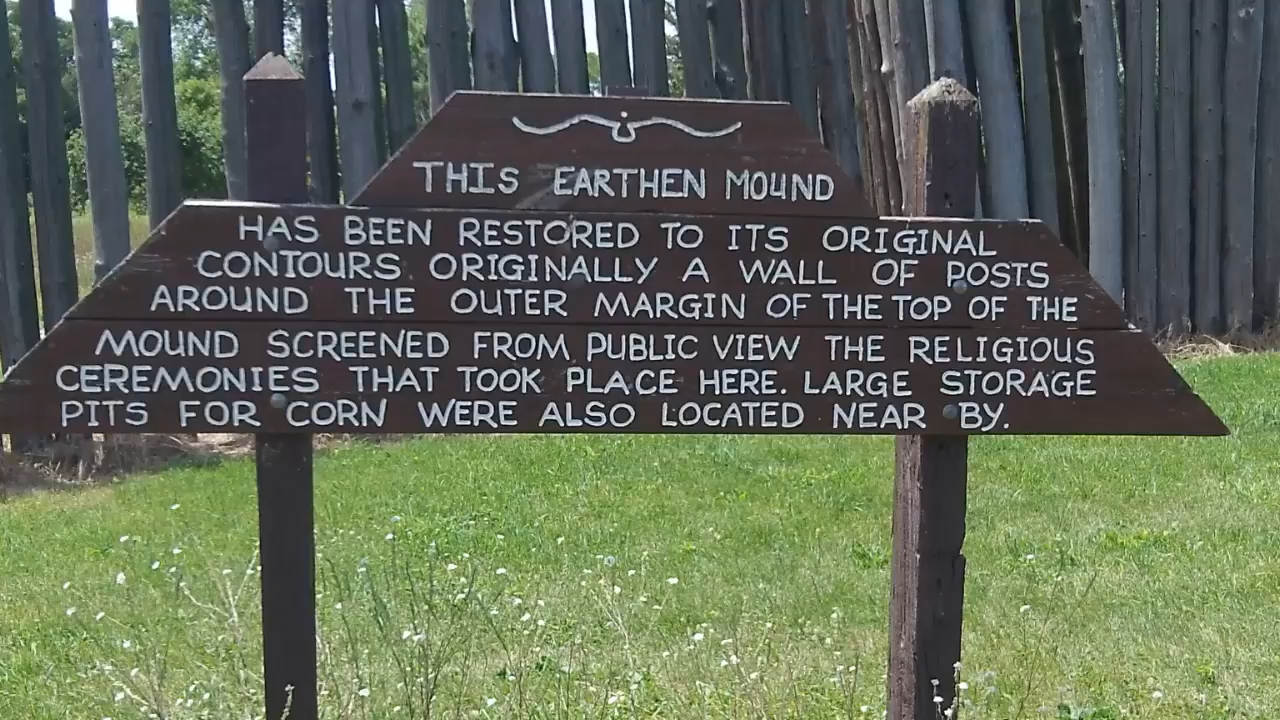 THIS EARTHEN MOUND
HAS BEEN RESTORED TO ITS ORIGINAL
CONTOURS ORIGINALLY A WALL OF POSTS
AROUND THE OUTER MARGIN OF THE TOP OF THE
MOUND SCREENED FROM PUBLIC VIEW THE RELIGIOUS
CEREMONIES THAT TOOK PLACE HERE. LARGE STORAGE
PITS FOR CORN WERE ALSO LOCATED NEAR BY.